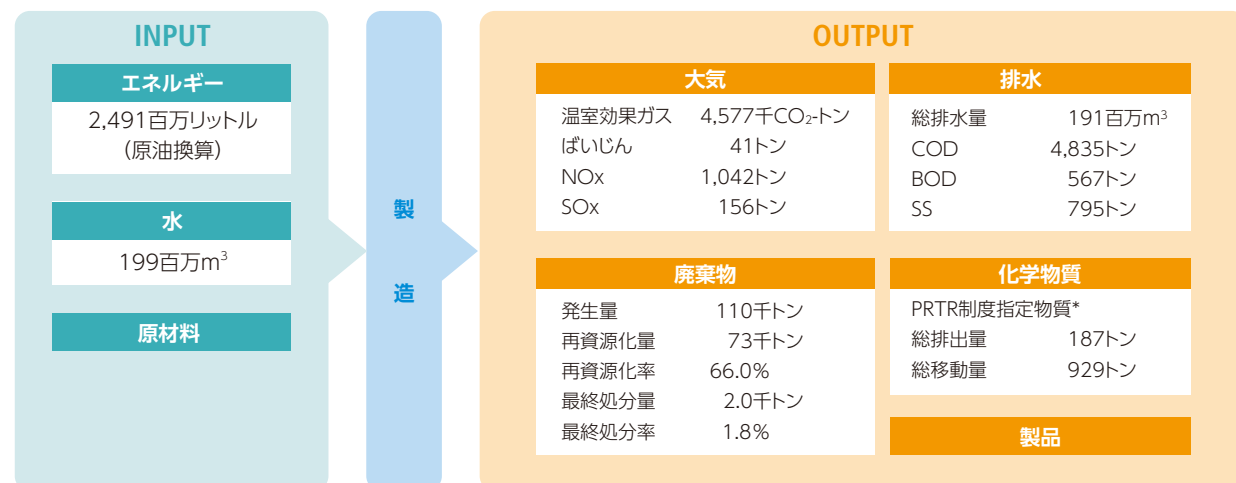 INPUT
エネルギー
2,491百万リットル
(原油換算)
水
199百万m³
原材料
製
造
OUTPUT
大気
温室効果ガス 4,577千CO₂-トン
ばいじん 41トン
NOx 1,042トン
SOx 156トン
排水
総排水量 191百万m³
COD 4,835トン
BOD 567トン
SS 795トン
廃棄物
発生量 110千トン
再資源化量 73千トン
再資源化率 66.0%
最終処分量 2.0千トン
最終処分率 1.8%
化学物質
PRTR制度指定物質*
総排出量 187トン
総移動量 929トン
製品